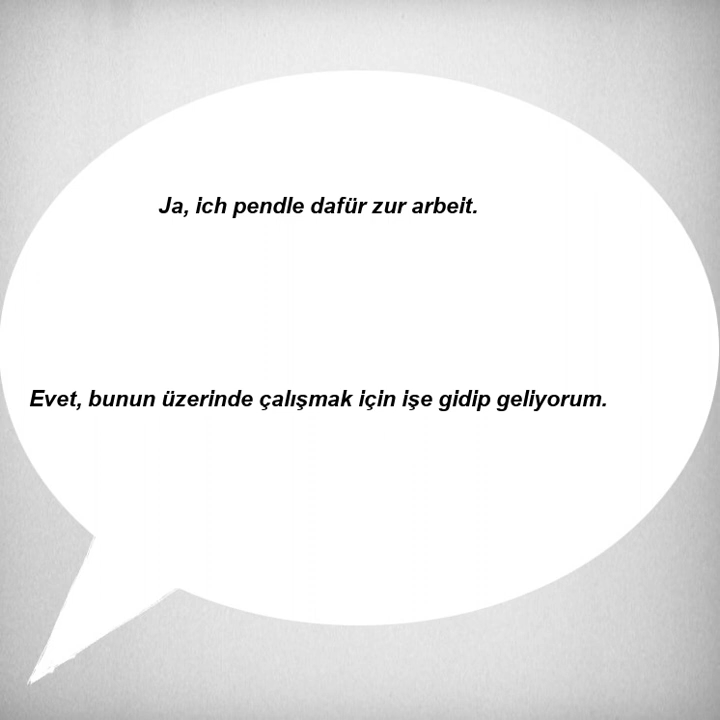 Ja, ich pendle dafür zur arbeit.
Evet, bunun üzerinde çalışmak için işe gidip geliyorum.